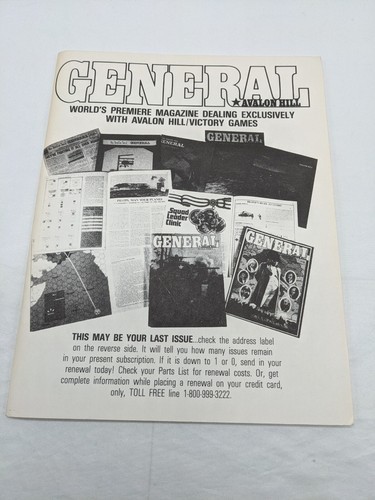 GENERAL
★AVALON HILL
WORLD'S PREMIERE MAGAZINE DEALING EXCLUSIVELY
WITH AVALON HILL/VICTORY GAMES
GENERAL
GENERAL
Squad
Leader
Clinic
GENERAL
GENERAL
THIS MAY BE YOUR LAST ISSUE...check the address label
on the reverse side. It will tell you how many issues remain
in your present subscription. If it is down to 1 or 0, send in your
renewal today! Check your Parts List for renewal costs. Or, get
complete information while placing a renewal on your credit card,
only, TOLL FREE line 1-800-999-3222.